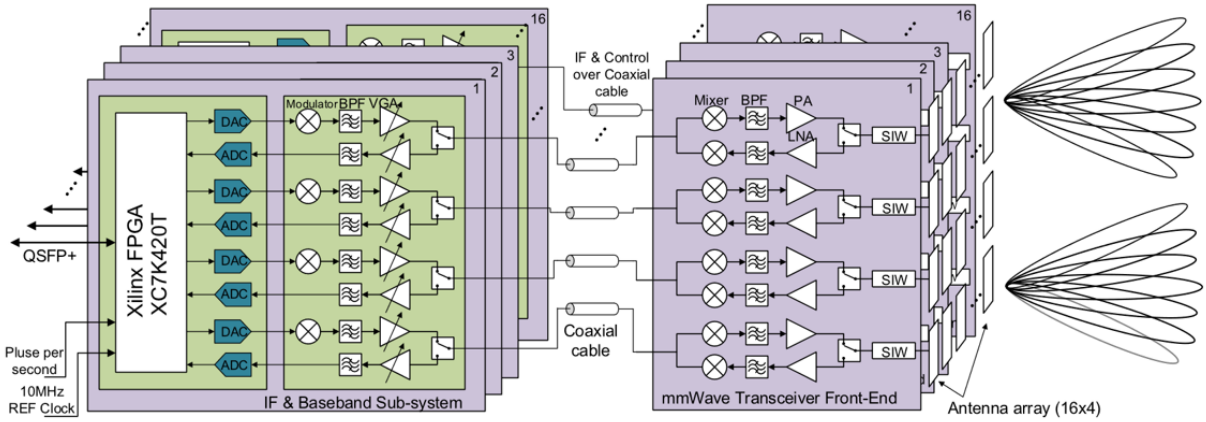 16
3
2
1
Modulator BPF VGA
DAC
ADC
DAC
ADC
DAC
ADC
DAC
ADC
Xilinx FPGA
XC7K420T
QSFP+
Pluse per
second
10MHz
REF Clock
IF & Baseband Sub-system
IF & Control
over Coaxial
cable
Coaxial
cable
16
3
2
1
Mixer BPF PA
LNA
SIW
SIW
SIW
SIW
mmWave Transceiver Front-End
Antenna array (16x4)